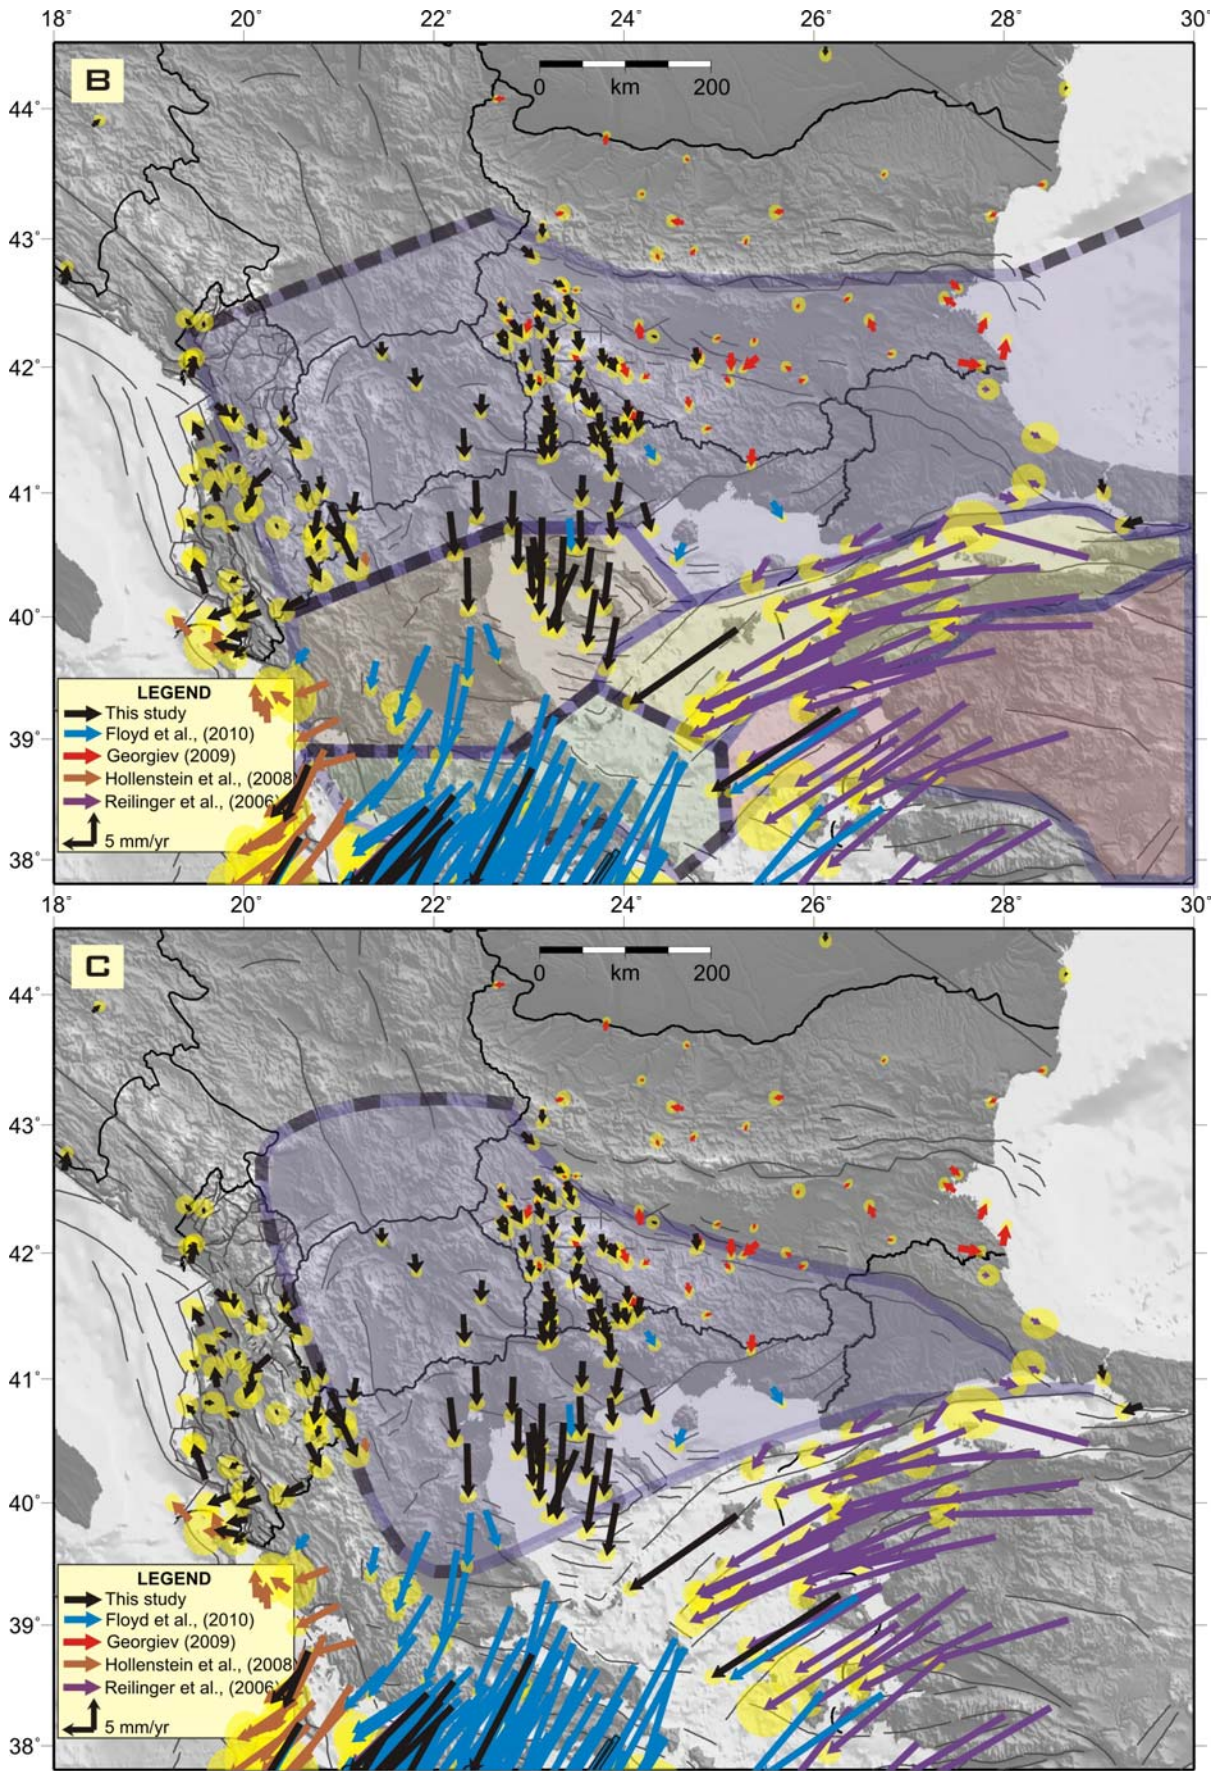 18° 20° 22° 24° 26° 28° 30°
B
0 km 200
44°
43°
42°
41°
40°
39°
38°
LEGEND
This study
Floyd et al., (2010)
Georgiev (2009)
Hollenstein et al., (2008)
Reilinger et al., (2006)
5 mm/yr
18° 20° 22° 24° 26° 28° 30°
C
0 km 200
44°
43°
42°
41°
40°
39°
38°
LEGEND
This study
Floyd et al., (2010)
Georgiev (2009)
Hollenstein et al., (2008)
Reilinger et al., (2006)
5 mm/yr